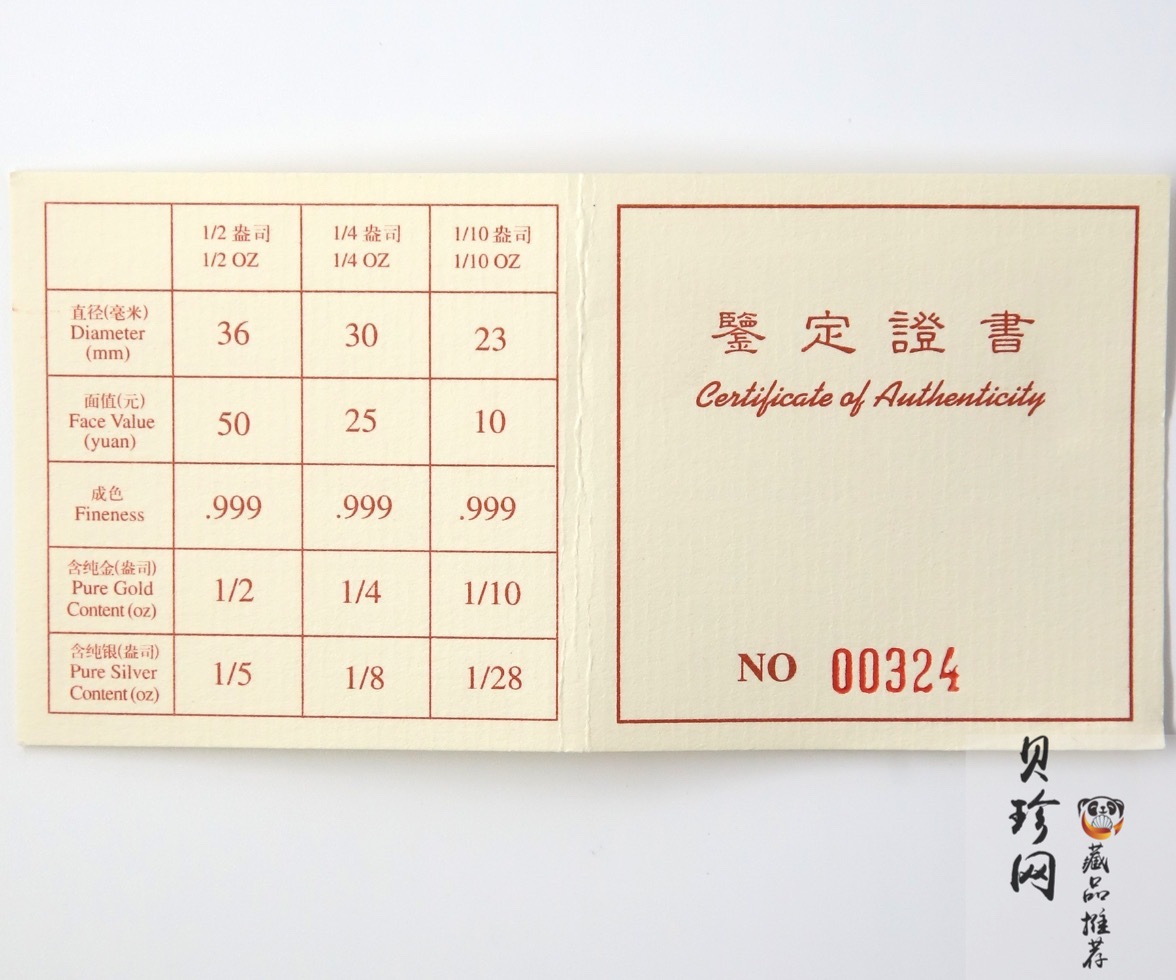 1/2 盎司
1/2 OZ
1/4 盎司
1/4 OZ
1/10 盎司
1/10 OZ
直径(毫米)
Diameter
(mm)
36
30
23
面值(元)
Face Value
(yuan)
50
25
10
成色
Fineness
.999
.999
.999
含纯金(盎司)
Pure Gold
Content (oz)
1/2
1/4
1/10
含纯银(盎司)
Pure Silver
Content (oz)
1/5
1/8
1/28
鑒定證書
Certificate of Authenticity
NO 00324
贝珍网
藏品推荐